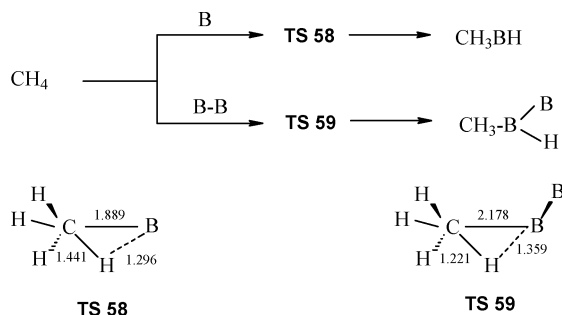 B
TS 58
CH₃BH
CH₄
B-B
TS 59
CH₃-B
B
H
H
H
H
C
H
B
1.889
1.441
1.296
TS 58
H
H
H
C
H
B
B
2.178
1.221
1.359
TS 59